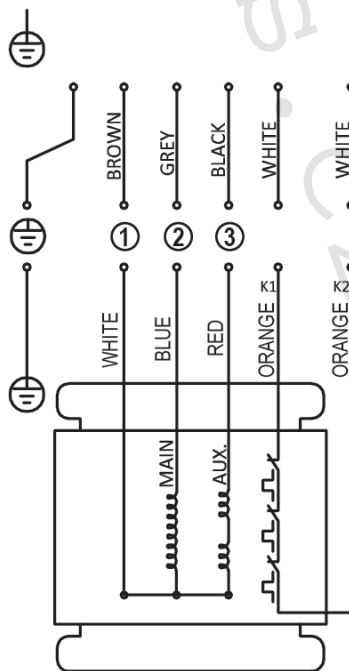 BROWN
GREY
BLACK
WHITE
WHITE
1
2
3
K1
K2
WHITE
BLUE
RED
ORANGE
ORANGE
MAIN
AUX.